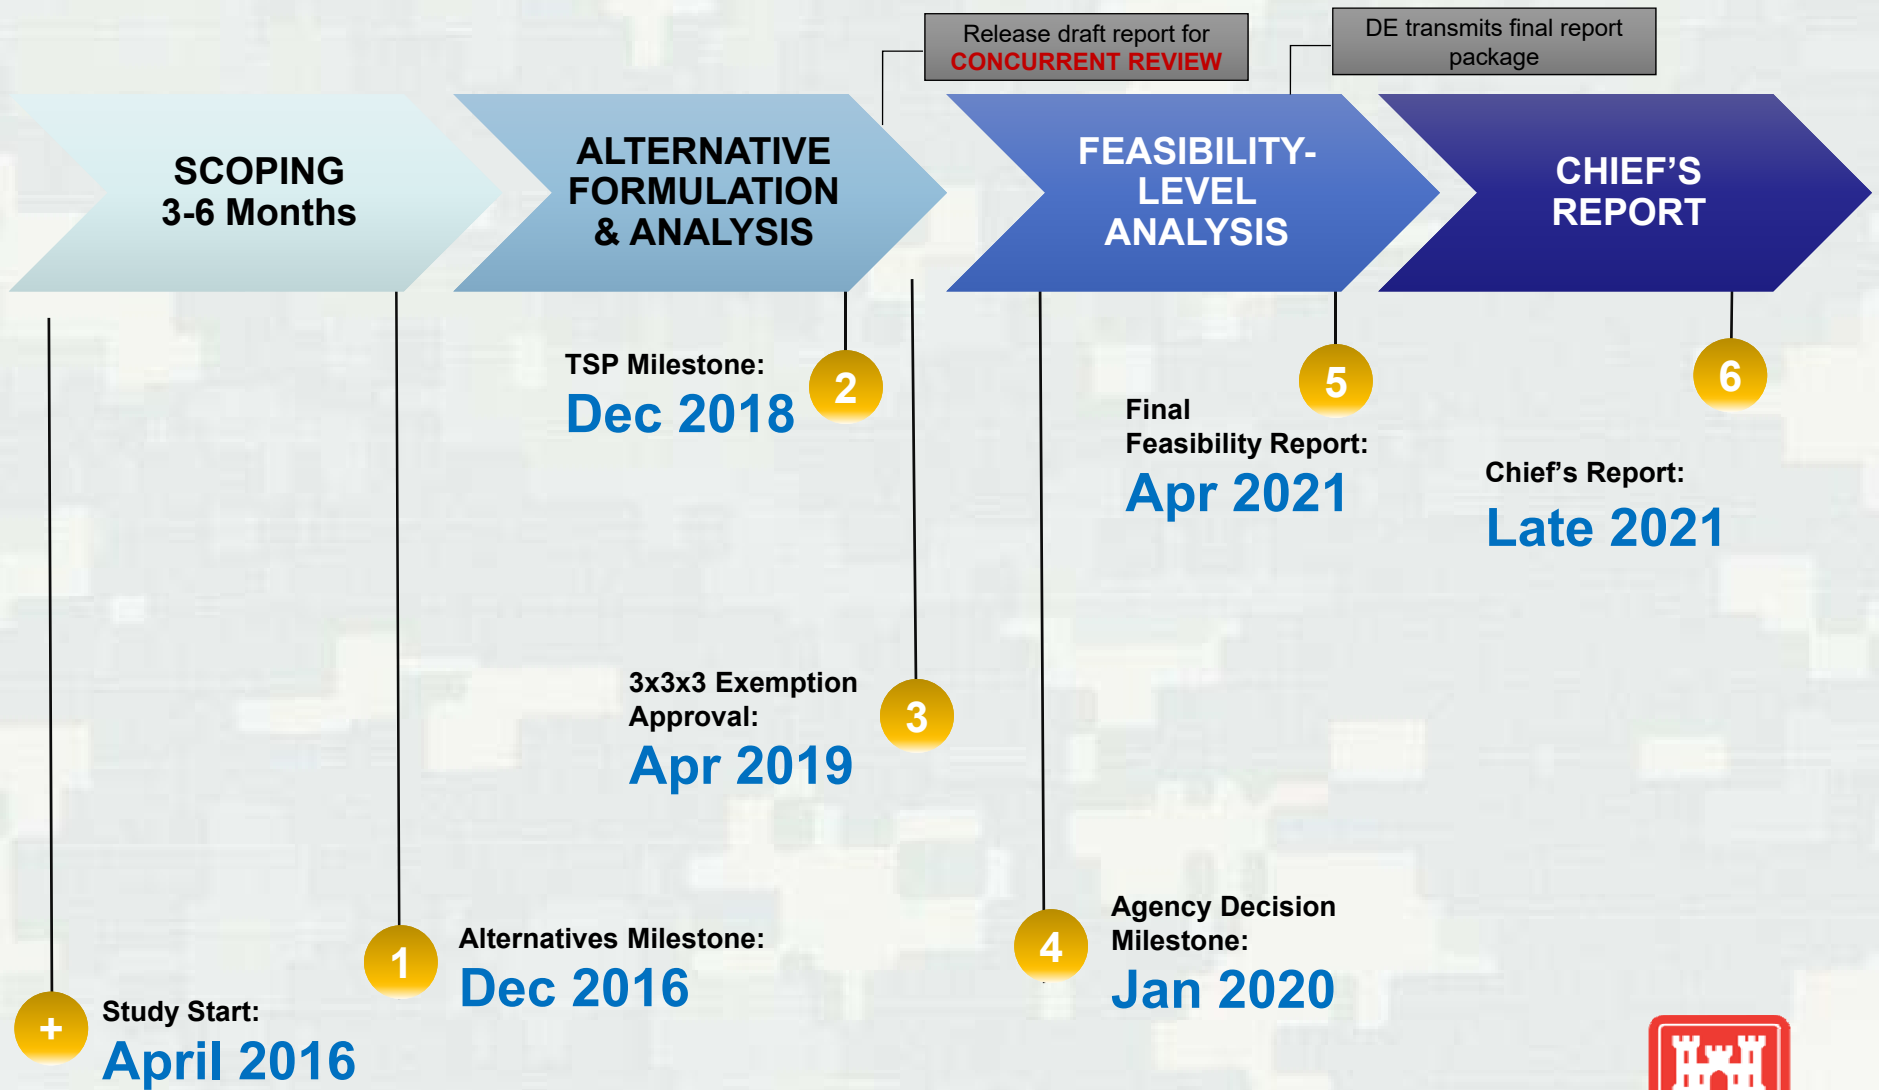 Release draft report for
CONCURRENT REVIEW
DE transmits final report
package
SCOPING
3-6 Months
ALTERNATIVE
FORMULATION
& ANALYSIS
FEASIBILITY-
LEVEL
ANALYSIS
CHIEF’S
REPORT
TSP Milestone:
Dec 2018
2
5
Final
Feasibility Report:
Apr 2021
6
Chief’s Report:
Late 2021
3x3x3 Exemption
Approval:
Apr 2019
3
1
Alternatives Milestone:
Dec 2016
4
Agency Decision
Milestone:
Jan 2020
+
Study Start:
April 2016